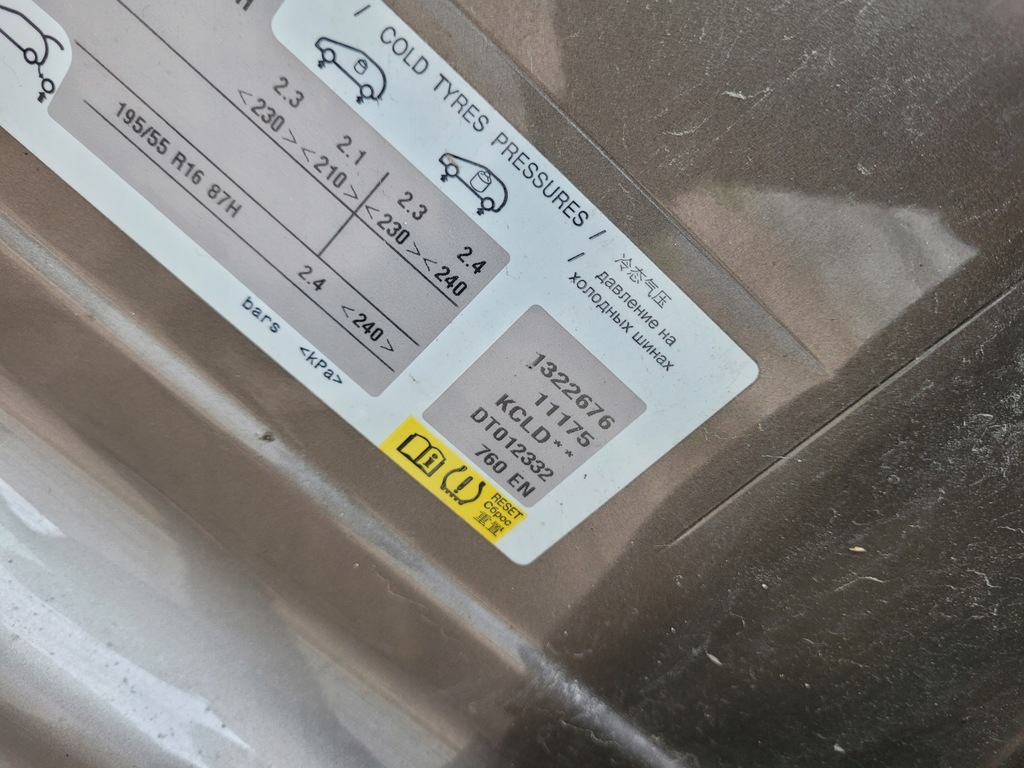 / COLD TYRES PRESSURES /
冷态气压
/ давление на
холодных шинах
2.3 2.1 2.3 2.4
<230> <210> <230> <240
195/55 R16 87H 2.4 <240>
bars <kPa>
1322676
11175
KCLD**
DT012332
760 EN
RESET
Сброс
重置